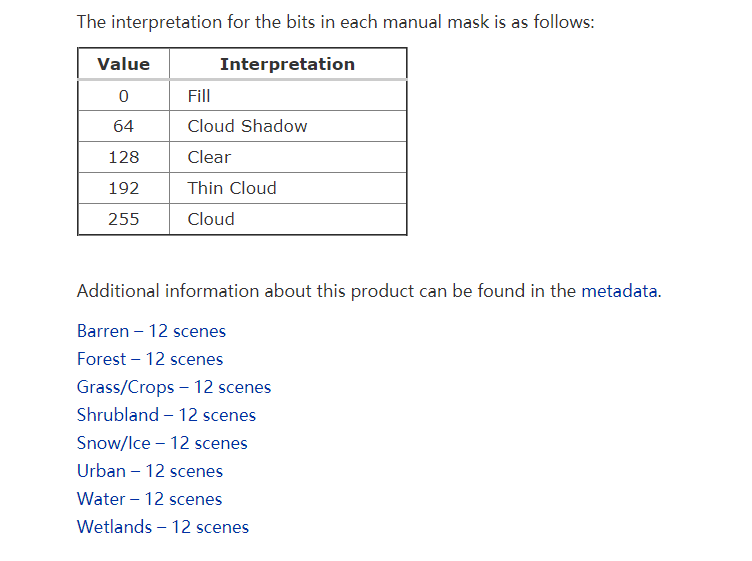 The interpretation for the bits in each manual mask is as follows:
Value Interpretation
0 Fill
64 Cloud Shadow
128 Clear
192 Thin Cloud
255 Cloud
Additional information about this product can be found in the metadata.
Barren – 12 scenes
Forest – 12 scenes
Grass/Crops – 12 scenes
Shrubland – 12 scenes
Snow/Ice – 12 scenes
Urban – 12 scenes
Water – 12 scenes
Wetlands – 12 scenes